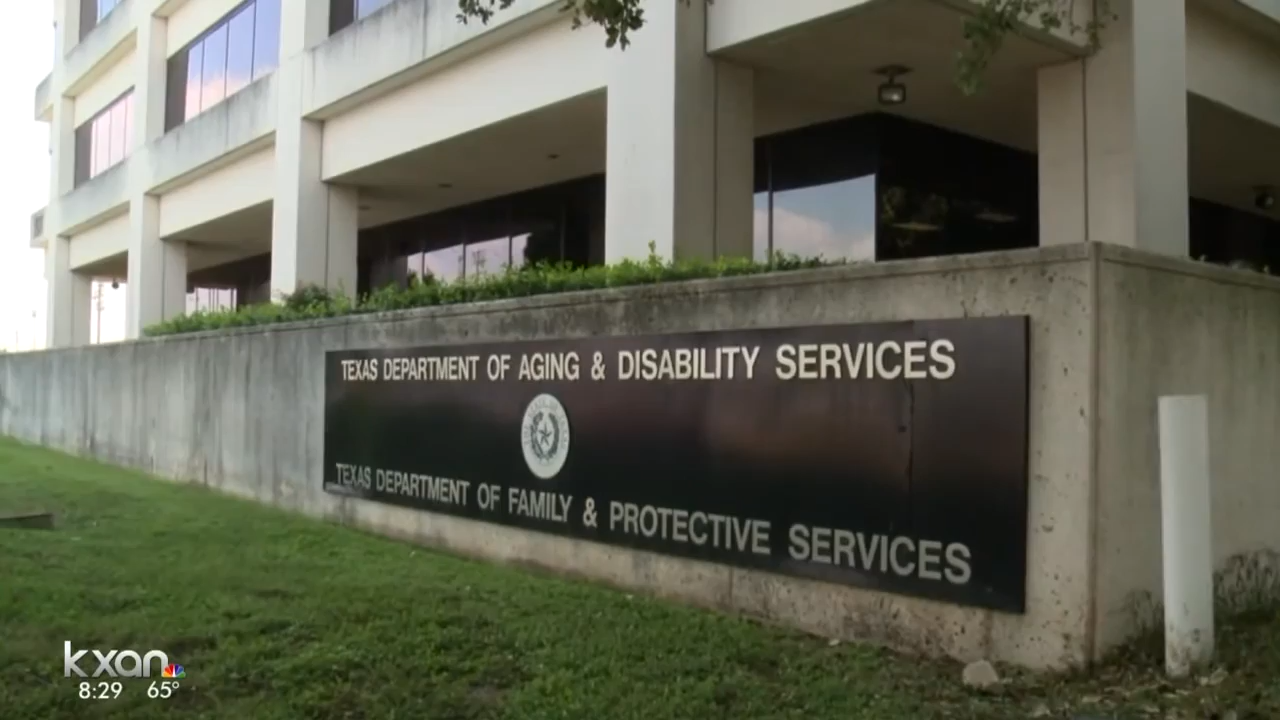 TEXAS DEPARTMENT OF AGING & DISABILITY SERVICES
TEXAS DEPARTMENT OF FAMILY & PROTECTIVE SERVICES
kxan
8:29 65°